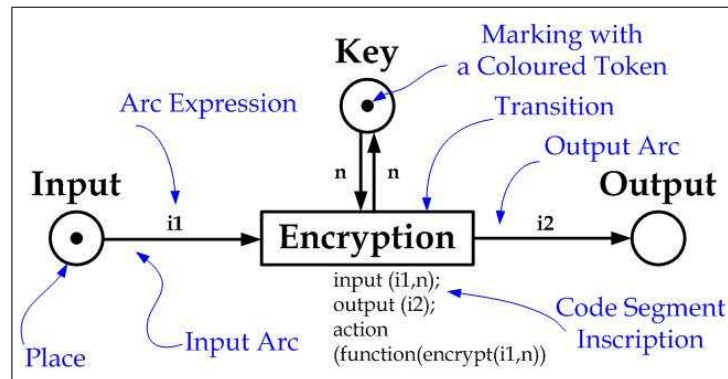 Marking with
a Coloured Token
Key
Arc Expression
Transition
Output Arc
Input
n
n
Output
i1
Encryption
i2
input (i1,n);
output (i2);
action
(function(encrypt(i1,n))
Code Segment
Inscription
Input Arc
Place